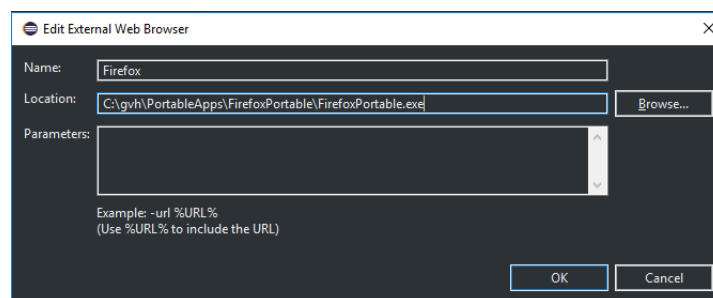 Edit External Web Browser
Name: Firefox
Location: C:\gvh\PortableApps\FirefoxPortable\FirefoxPortable.exe Browse...
Parameters:
Example: -url %URL%
(Use %URL% to include the URL)
OK Cancel